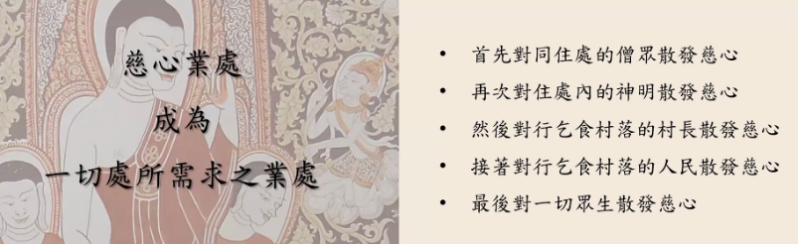 慈心業處
成為
一切處所需求之業處
• 首先對同住處的僧眾散發慈心
• 再次對住處內的神明散發慈心
• 然後對行乞食村落的村長散發慈心
• 接著對行乞食村落的人民散發慈心
• 最後對一切眾生散發慈心